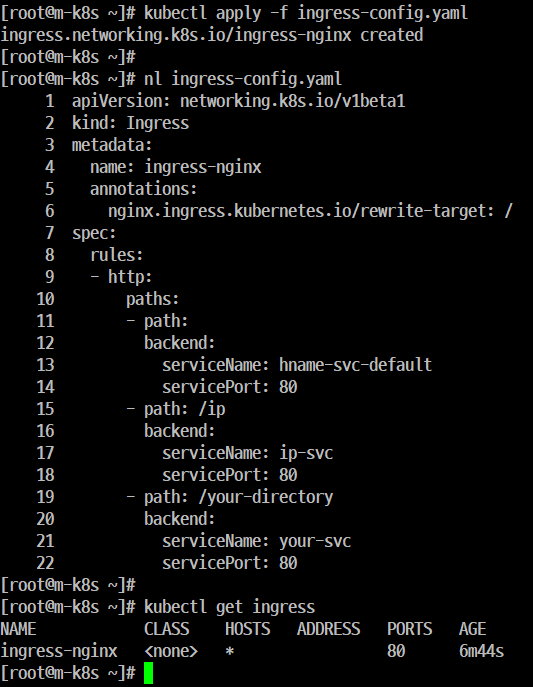 [root@m-k8s ~]# kubectl apply -f ingress-config.yaml
ingress.networking.k8s.io/ingress-nginx created
[root@m-k8s ~]#
[root@m-k8s ~]# nl ingress-config.yaml
     1  apiVersion: networking.k8s.io/v1beta1
     2  kind: Ingress
     3  metadata:
     4    name: ingress-nginx
     5    annotations:
     6      nginx.ingress.kubernetes.io/rewrite-target: /
     7  spec:
     8    rules:
     9    - http:
    10        paths:
    11        - path:
    12          backend:
    13            serviceName: hname-svc-default
    14            servicePort: 80
    15        - path: /ip
    16          backend:
    17            serviceName: ip-svc
    18            servicePort: 80
    19        - path: /your-directory
    20          backend:
    21            serviceName: your-svc
    22            servicePort: 80
[root@m-k8s ~]#
[root@m-k8s ~]# kubectl get ingress
NAME            CLASS    HOSTS   ADDRESS   PORTS   AGE
ingress-nginx   <none>   *                 80      6m44s
[root@m-k8s ~]#